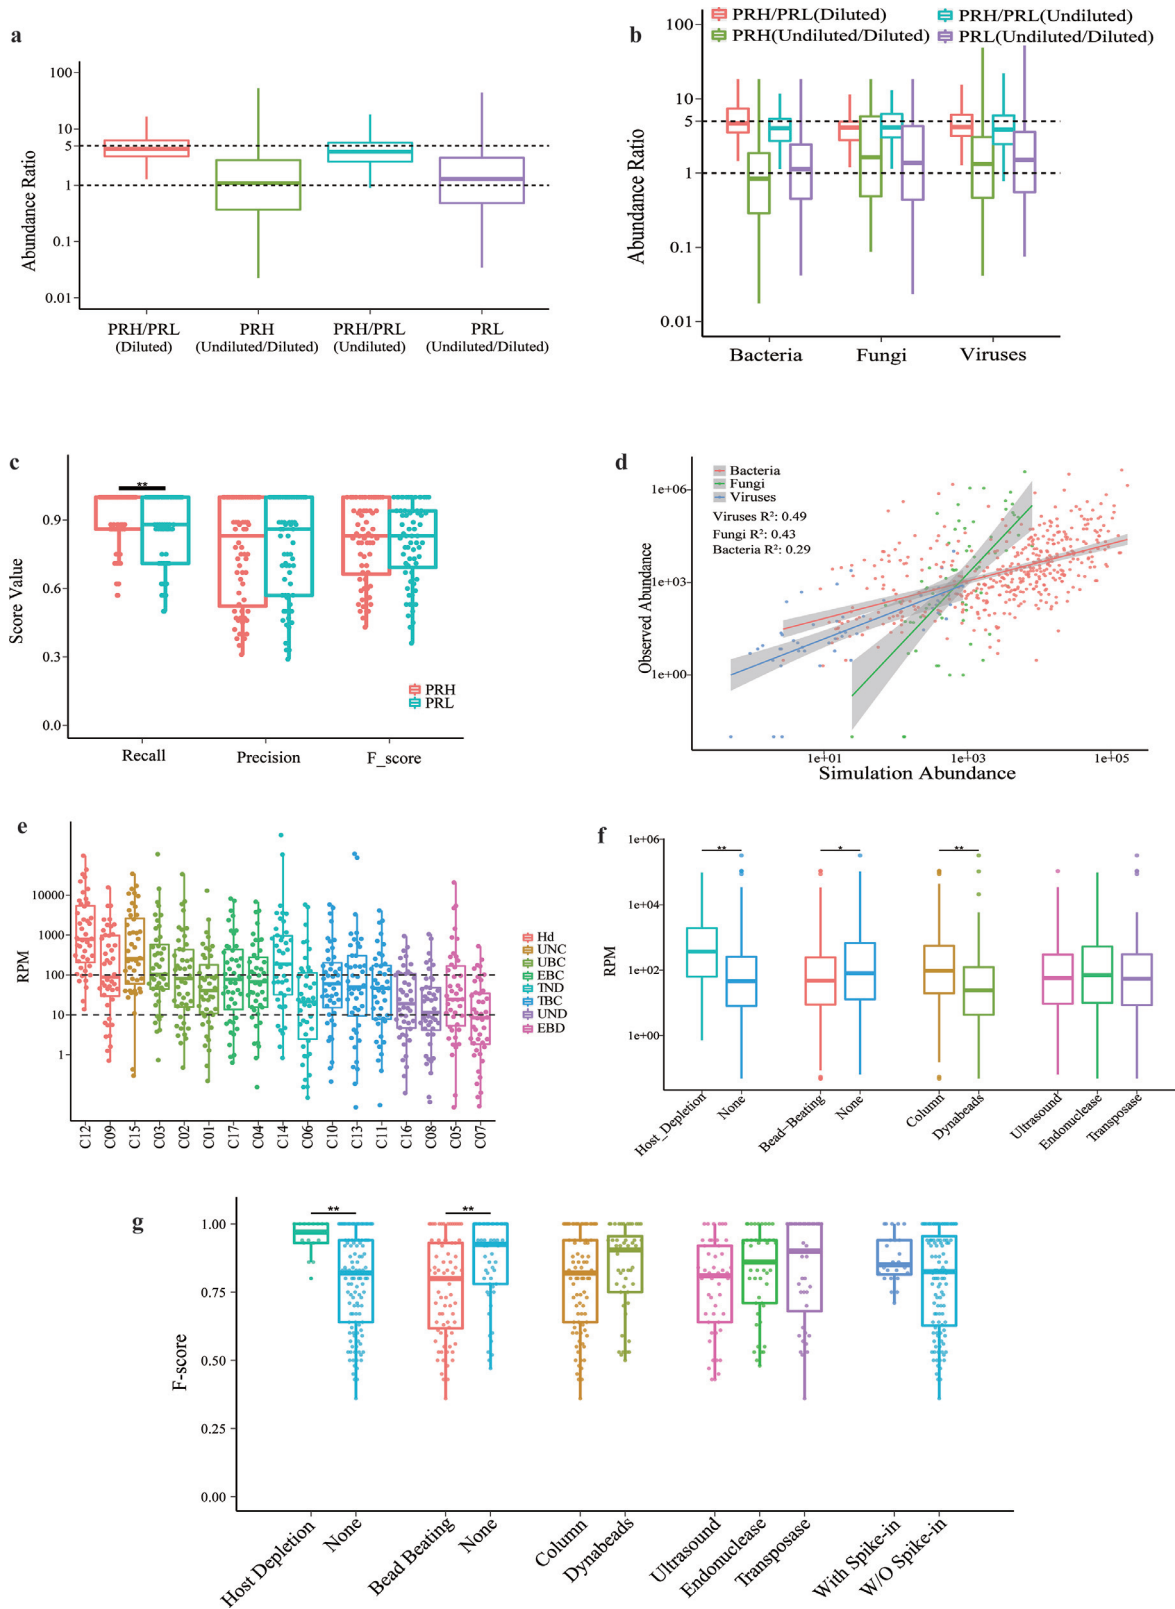 a
100
10
5
1
0.1
0.01
Abundance Ratio
PRH/PRL
(Diluted)
PRH
(Undiluted/Diluted)
PRH/PRL
(Undiluted)
PRL
(Undiluted/Diluted)
b
PRH/PRL(Diluted)
PRH/PRL(Undiluted)
PRH(Undiluted/Diluted)
PRL(Undiluted/Diluted)
100
10
5
1
0.1
0.01
Abundance Ratio
Bacteria
Fungi
Viruses
c
**
0.9
0.6
0.3
0.0
Score Value
PRH
PRL
Recall
Precision
F_score
d
Bacteria
Fungi
Viruses
Viruses R²: 0.49
Fungi R²: 0.43
Bacteria R²: 0.29
1e+06
1e+03
1e+00
Observed Abundance
1e+01
1e+03
1e+05
Simulation Abundance
e
10000
1000
100
10
1
RPM
Hd
UNC
UBC
EBC
TND
TBC
UND
EBD
C12
C09
C15
C03
C02
C01
C17
C04
C14
C06
C10
C13
C11
C16
C08
C05
C07
f
1e+06
1e+04
1e+02
1e+00
RPM
**
*
**
Host_Depletion
None
Bead-Beating
None
Column
Dynabeads
Ultrasound
Endonuclease
Transposase
g
**
**
1.00
0.75
0.50
0.25
0.00
F-score
Host Depletion
None
Bead Beating
None
Column
Dynabeads
Ultrasound
Endonuclease
Transposase
With Spike-in
W/O Spike-in